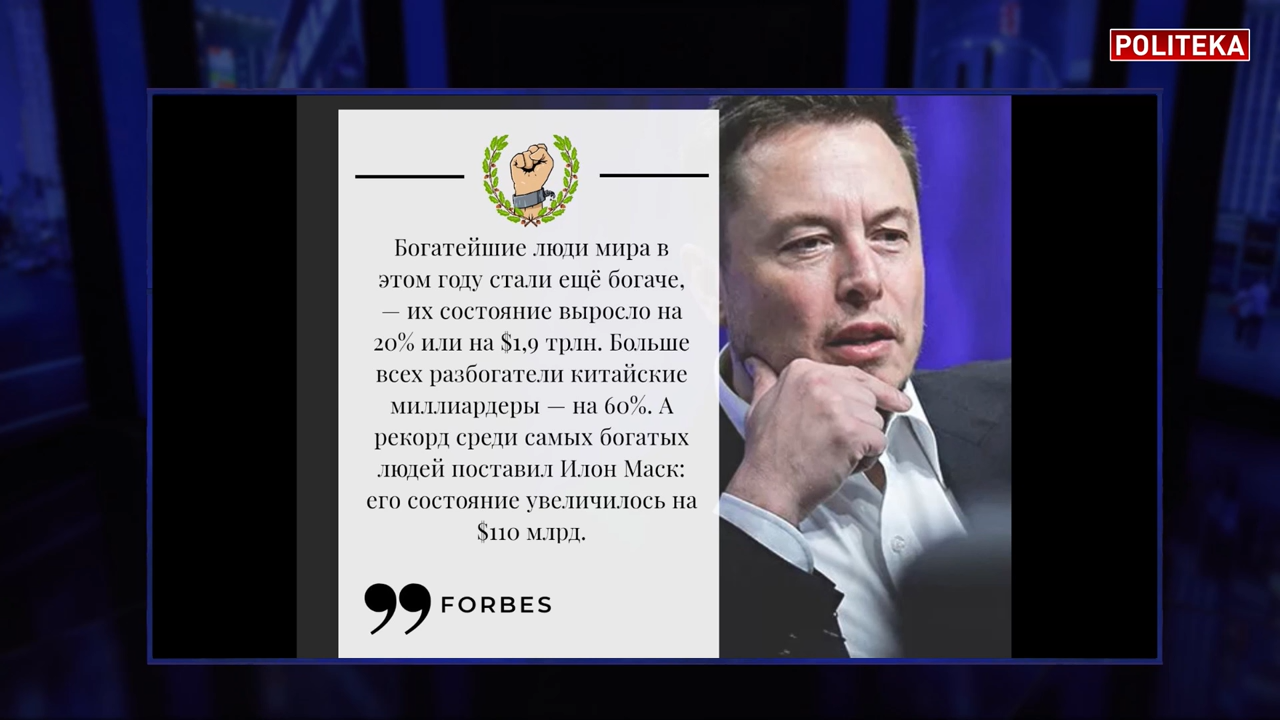 POLITEKA
Богатейшие люди мира в
этом году стали ещё богаче,
— их состояние выросло на
20% или на $1,9 трлн. Больше
всех разбогатели китайские
миллиардеры — на 60%. А
рекорд среди самых богатых
людей поставил Илон Маск:
его состояние увеличилось на
$110 млрд.
FORBES